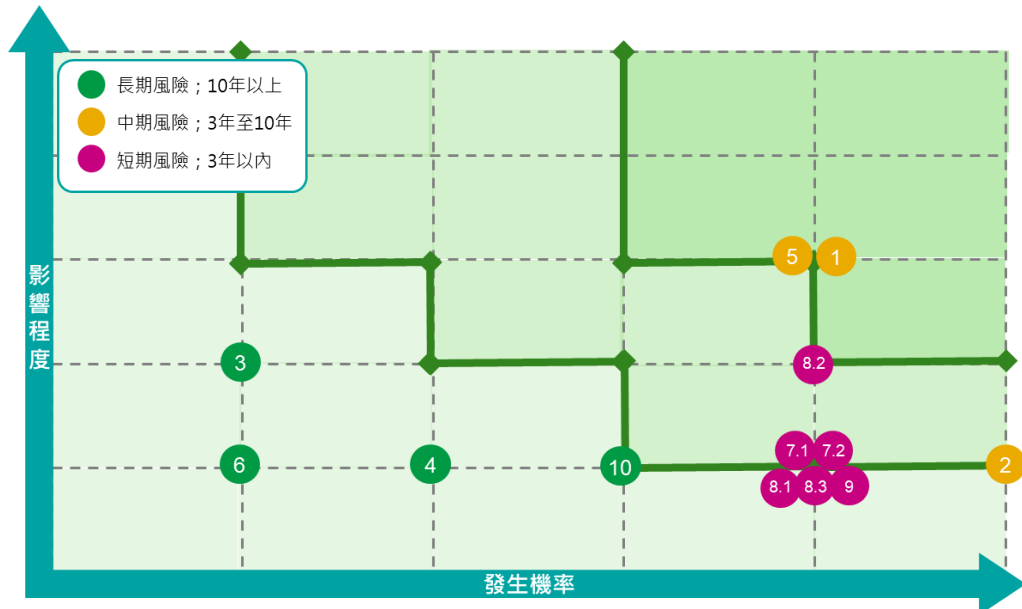 長期風險；10年以上
中期風險；3年至10年
短期風險；3年以內
影響程度
5
1
3
8.2
6
4
10
7.1
7.2
2
8.1
8.3
9
發生機率